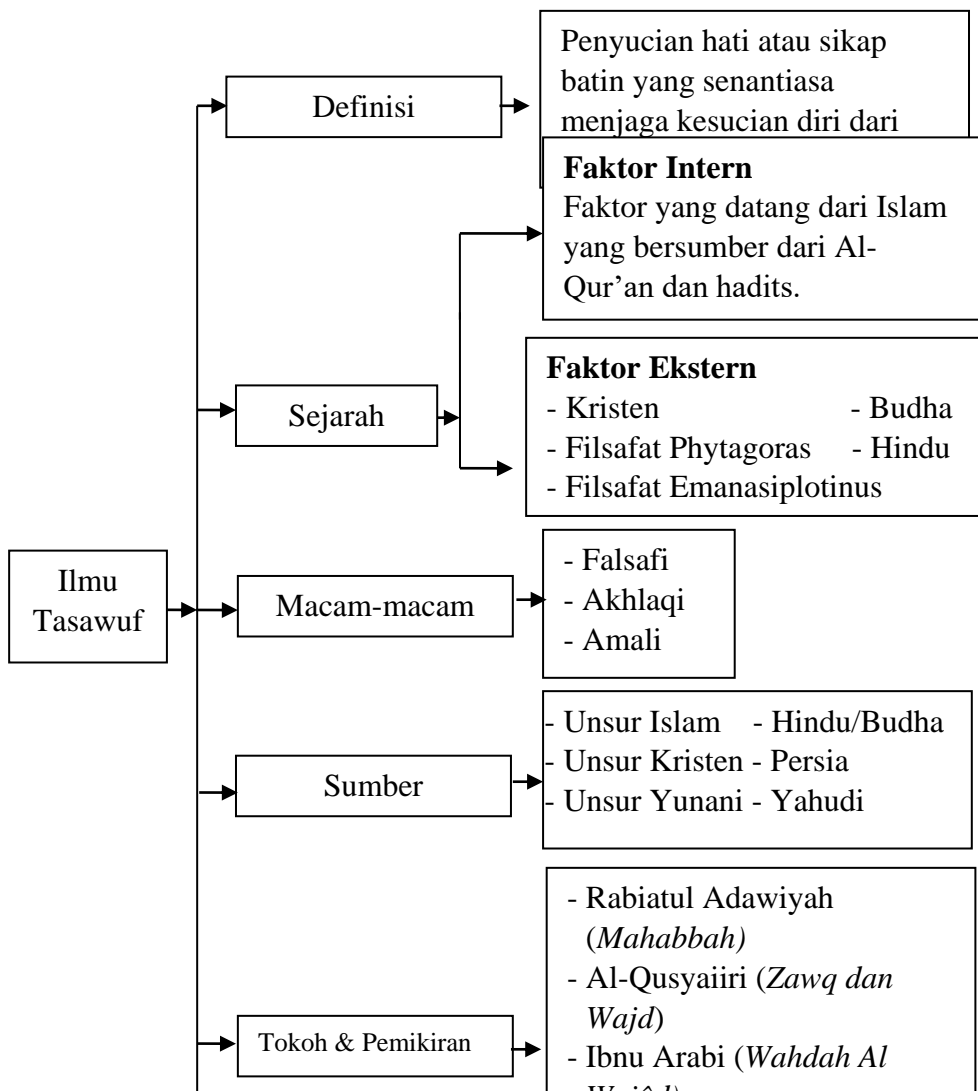 Definisi
Penyucian hati atau sikap
batin yang senantiasa
menjaga kesucian diri dari
Faktor Intern
Faktor yang datang dari Islam
yang bersumber dari Al-
Qur’an dan hadits.
Sejarah
Faktor Ekstern
- Kristen - Budha
- Filsafat Phytagoras - Hindu
- Filsafat Emanasiplotinus
Ilmu
Tasawuf
Macam-macam
- Falsafi
- Akhlaqi
- Amali
Sumber
- Unsur Islam - Hindu/Budha
- Unsur Kristen - Persia
- Unsur Yunani - Yahudi
Tokoh & Pemikiran
- Rabiatul Adawiyah
(Mahabbah)
- Al-Qusyaiiri (Zawq dan
Wajd)
- Ibnu Arabi (Wahdah Al